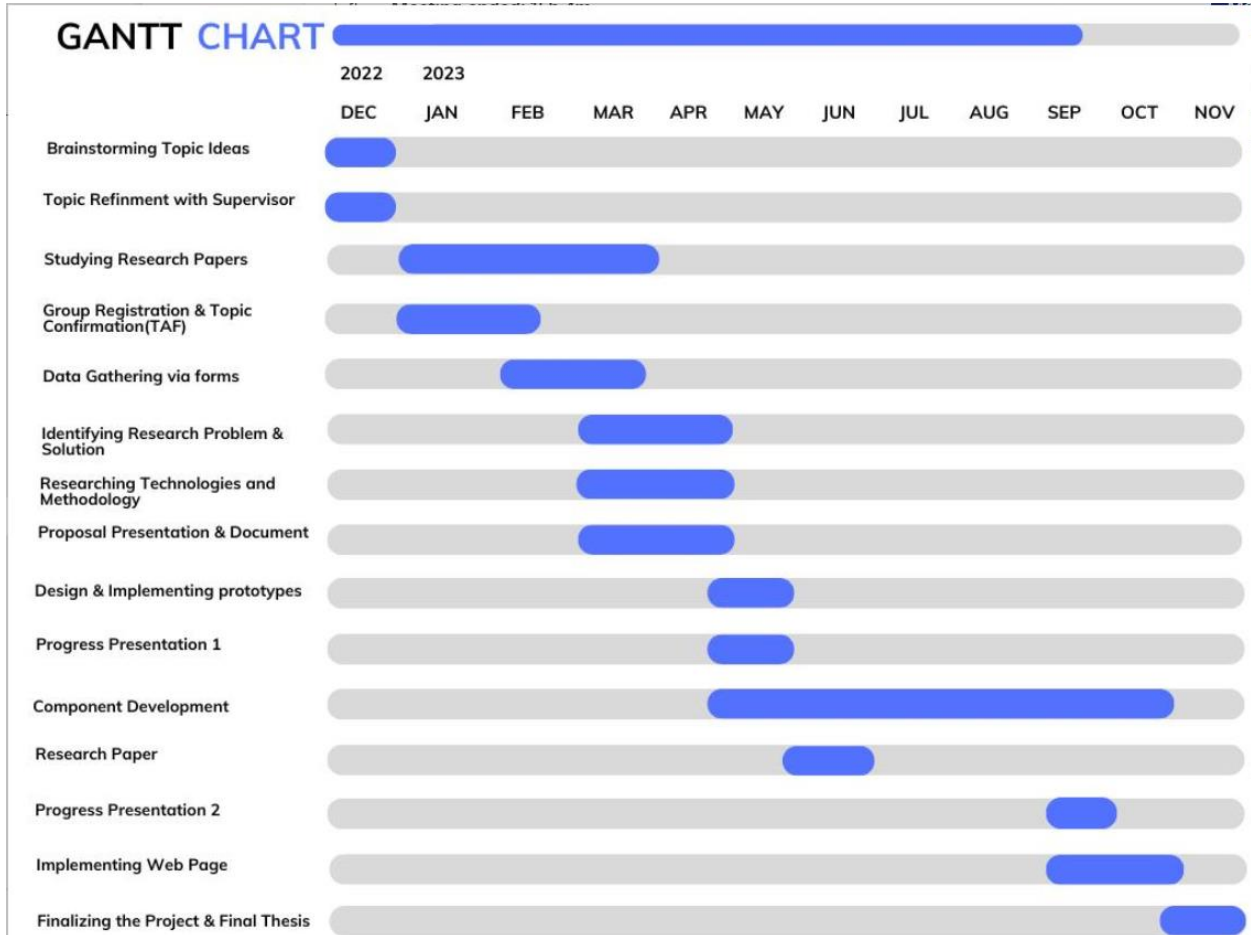 GANTT CHART
2022 2023
DEC JAN FEB MAR APR MAY JUN JUL AUG SEP OCT NOV
Brainstorming Topic Ideas
Topic Refinment with Supervisor
Studying Research Papers
Group Registration & Topic
Confirmation(TAF)
Data Gathering via forms
Identifying Research Problem &
Solution
Researching Technologies and
Methodology
Proposal Presentation & Document
Design & Implementing prototypes
Progress Presentation 1
Component Development
Research Paper
Progress Presentation 2
Implementing Web Page
Finalizing the Project & Final Thesis